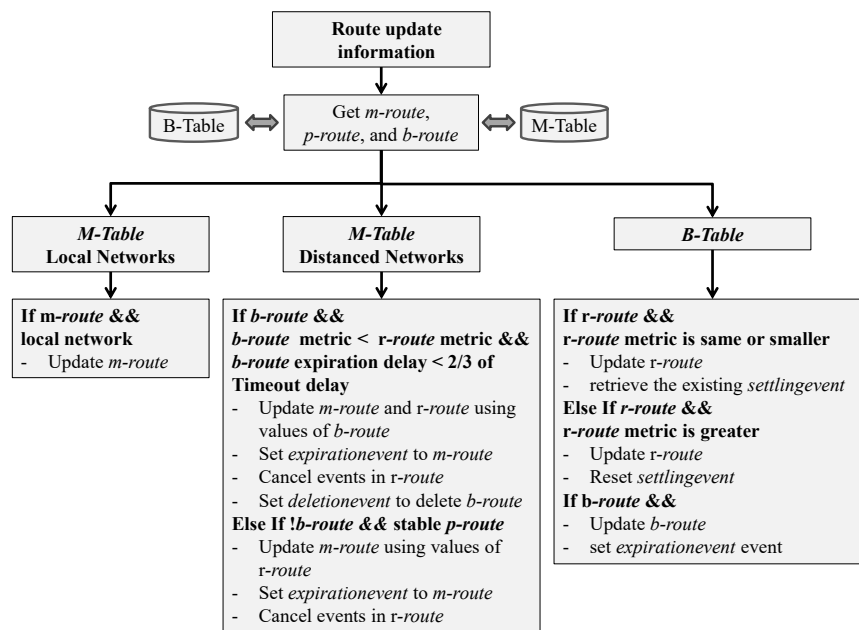 Route update
information
B-Table
Get m-route,
p-route, and b-route
M-Table
M-Table
Local Networks
M-Table
Distanced Networks
B-Table
If m-route &&
local network
- Update m-route
If b-route &&
b-route metric < r-route metric &&
b-route expiration delay < 2/3 of
Timeout delay
- Update m-route and r-route using
values of b-route
- Set expirationevent to m-route
- Cancel events in r-route
- Set deletionevent to delete b-route
Else If !b-route && stable p-route
- Update m-route using values of
r-route
- Set expirationevent to m-route
- Cancel events in r-route
If r-route &&
r-route metric is same or smaller
- Update r-route
- retrieve the existing settlingevent
Else If r-route &&
r-route metric is greater
- Update r-route
- Reset settlingevent
If b-route &&
- Update b-route
- set expirationevent event